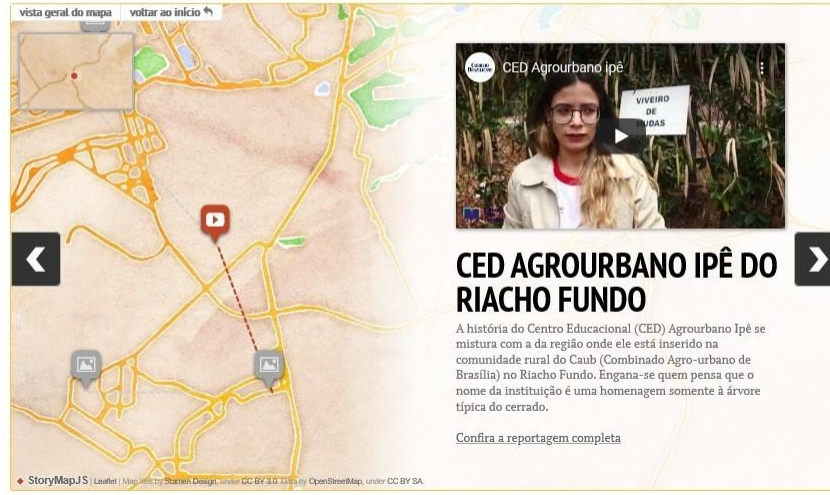 vista geral do mapa
voltar ao início
CED Agrourbano ipê
VIVEIRO
DE
MUDAS
CED AGROURBANO IPÊ DO
RIACHO FUNDO
A história do Centro Educacional (CED) Agrourbano Ipê se
mistura com a da região onde ele está inserido na
comunidade rural do Caub (Combinado Agro-urbano de
Brasília) no Riacho Fundo. Engana-se quem pensa que o
nome da instituição é uma homenagem somente à árvore
típica do cerrado.
Confira a reportagem completa
StoryMapJS | Leaflet | Map tiles by Stamen Design, under CC BY 3.0. Data by OpenStreetMap, under CC BY SA.